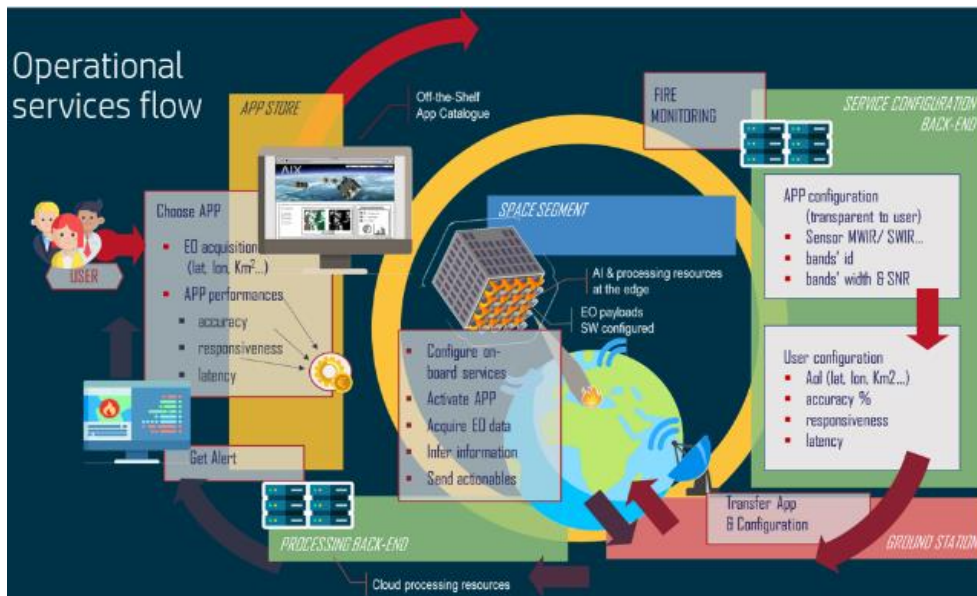 Operational
services flow
APP STORE
Off-the-Shelf
App Catalogue
AIX
USER
Choose APP
EO acquisition
(lat, lon, Km²...)
APP performances
accuracy
responsiveness
latency
Get Alert
SPACE SEGMENT
AI & processing resources
at the edge
EO payloads
SW configured
Configure on-
board services
Activate APP
Acquire EO data
Infer information
Send actionables
FIRE
MONITORING
SERVICE CONFIGURATION
BACK-END
APP configuration
(transparent to user)
Sensor MWIR/ SWIR...
bands' id
bands' width & SNR
User configuration
AoI (lat, lon, Km2...)
accuracy %
responsiveness
latency
Transfer App
& Configuration
GROUND STATION
PROCESSING BACK-END
Cloud processing resources